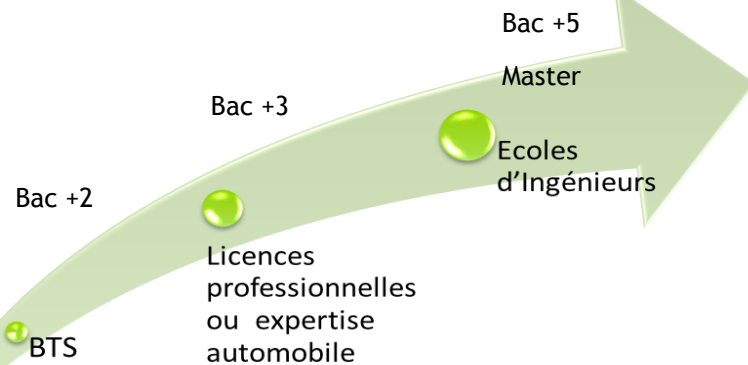 Bac +5
Master
Bac +3
Ecoles
d’Ingénieurs
Bac +2
Licences
professionnelles
ou expertise
automobile
BTS